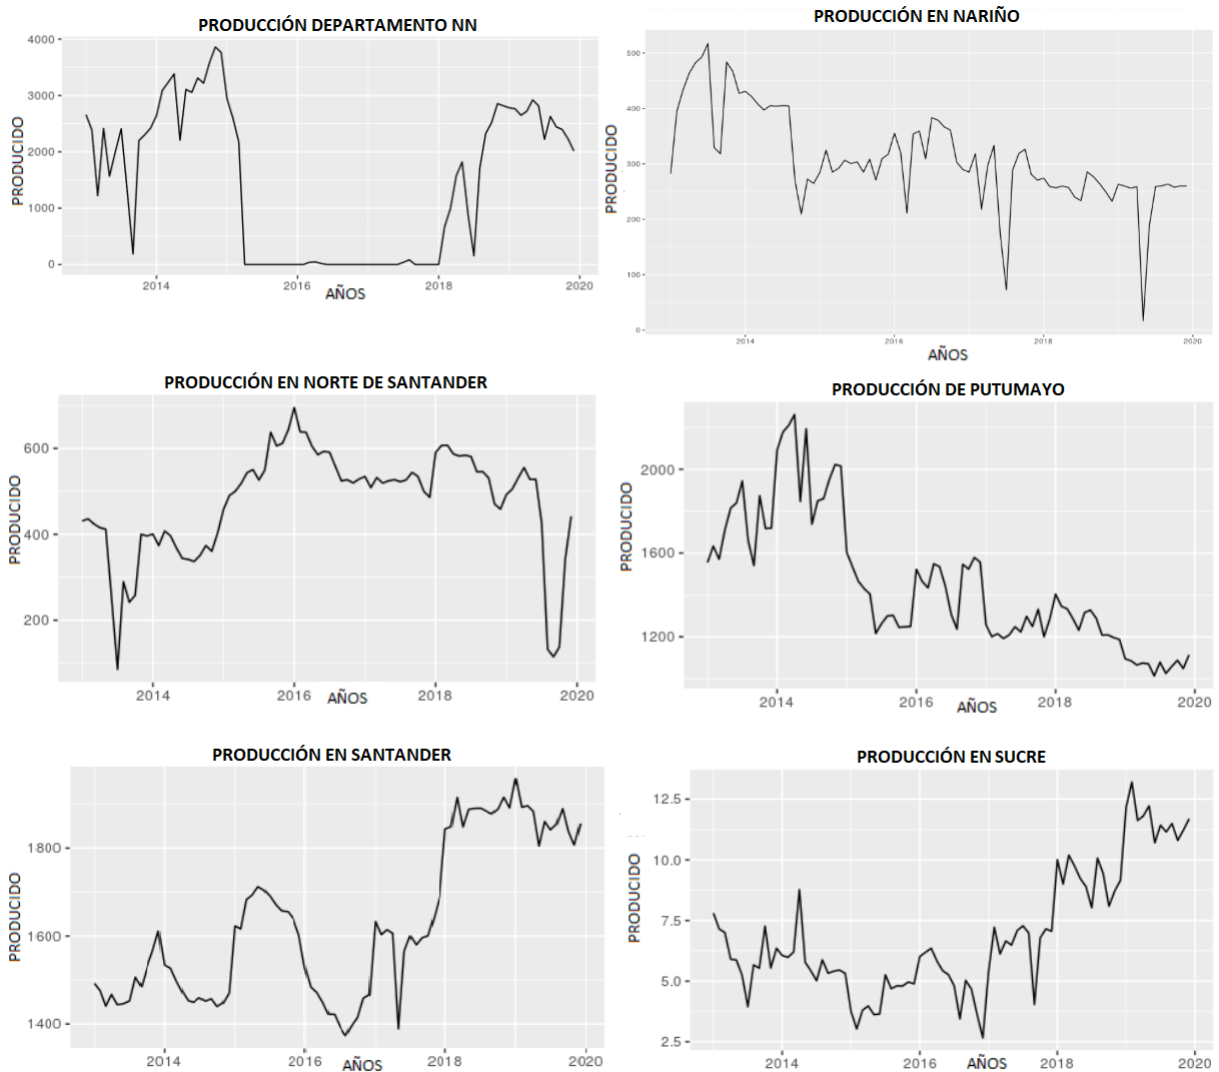 PRODUCCIÓN DEPARTAMENTO NN
4000
3000
2000
1000
0
PRODUCIDO
2014
2016
2018
2020
AÑOS
PRODUCCIÓN EN NARIÑO
500
400
300
200
100
0
PRODUCIDO
2014
2016
2018
2020
AÑOS
PRODUCCIÓN EN NORTE DE SANTANDER
600
400
200
PRODUCIDO
2014
2016
2018
2020
AÑOS
PRODUCCIÓN DE PUTUMAYO
2000
1600
1200
PRODUCIDO
2014
2016
2018
2020
AÑOS
PRODUCCIÓN EN SANTANDER
1800
1600
1400
PRODUCIDO
2014
2016
2018
2020
AÑOS
PRODUCCIÓN EN SUCRE
12.5
10.0
7.5
5.0
2.5
PRODUCIDO
2014
2016
2018
2020
AÑOS